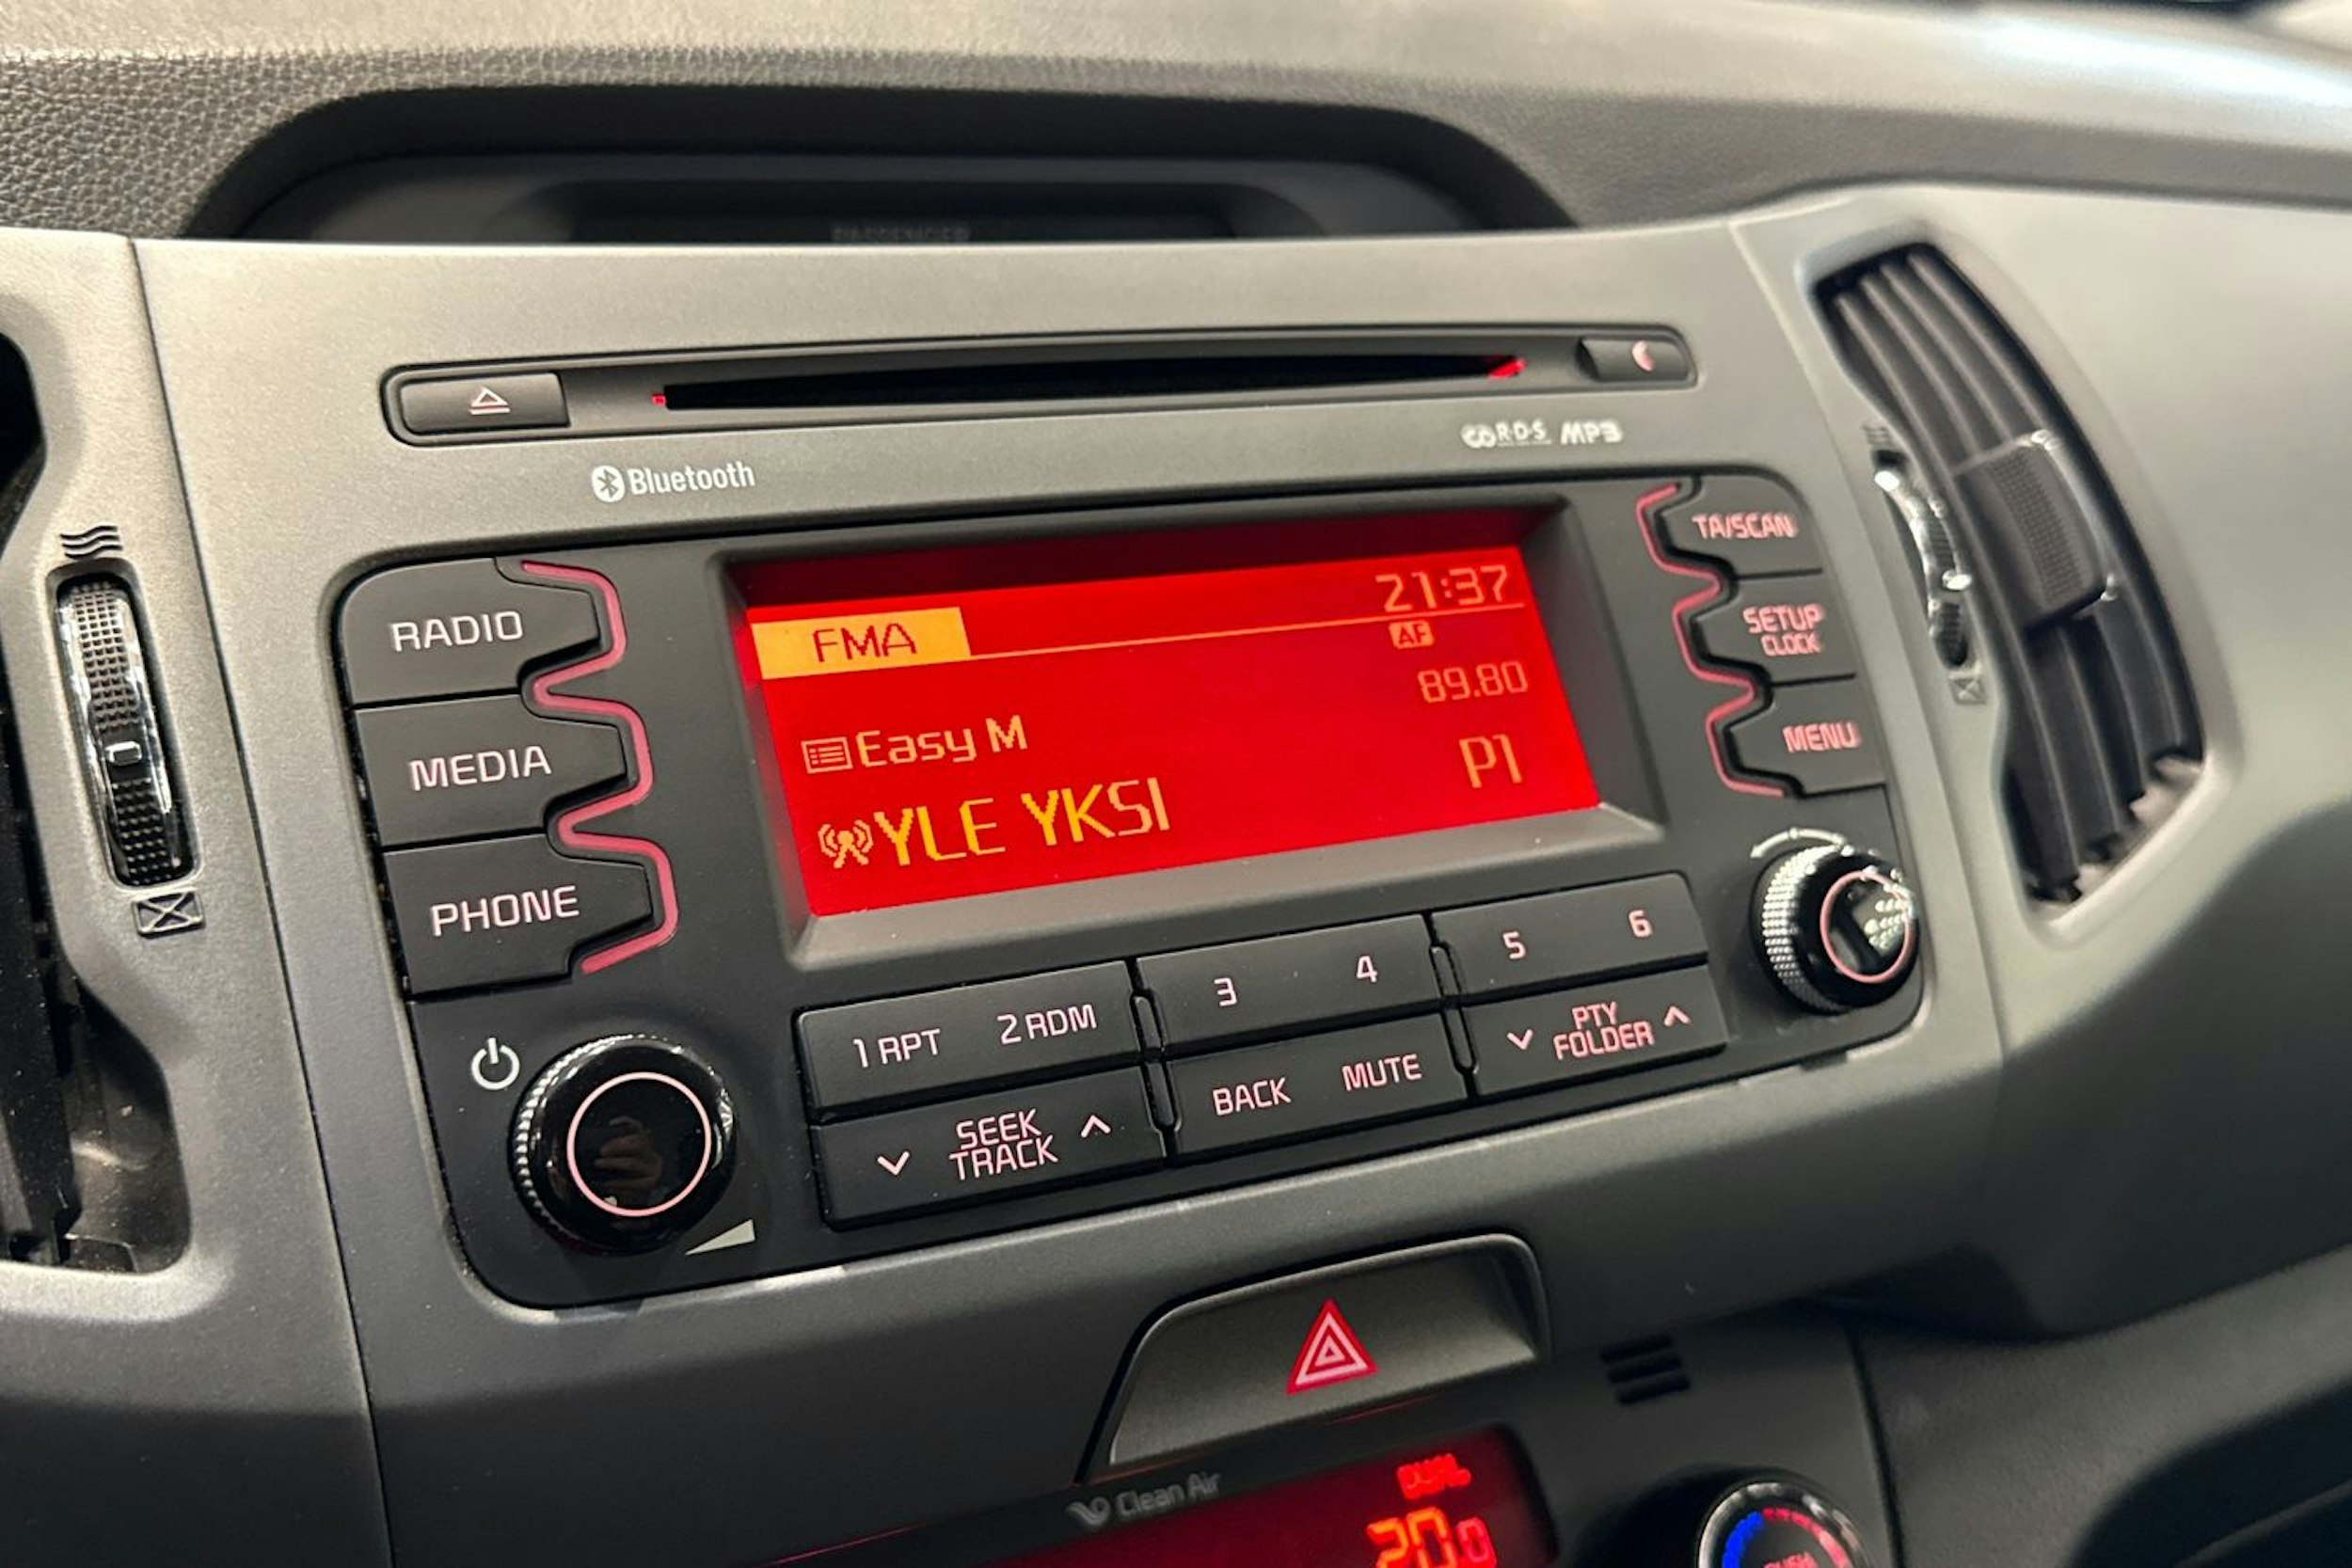 PASSENGER
R·D·S MP3
Bluetooth
TA/SCAN
21:37
FMA
AF
RADIO
SETUP
CLOCK
89.80
Easy M
MENU
MEDIA
P1
YLE YKSI
PHONE
1 RPT 2 RDM 3 4 5 6
SEEK
TRACK
BACK MUTE
PTY
FOLDER
Clean Air
DUAL
20.0